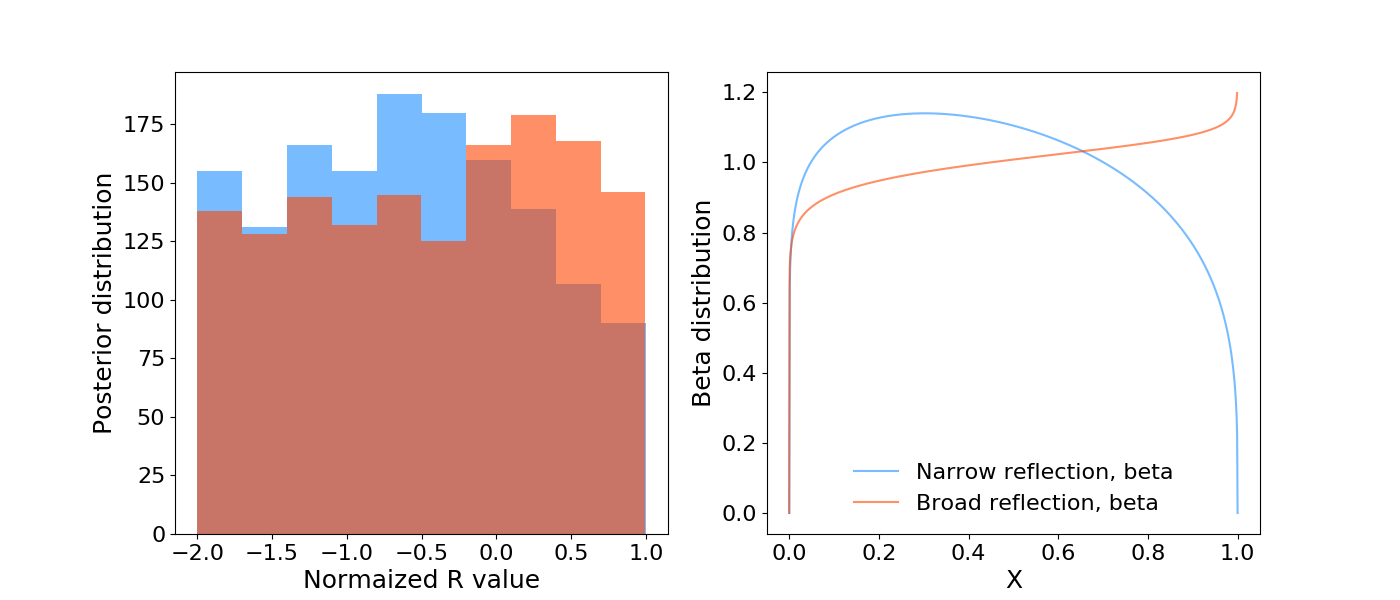 Posterior distribution
175
150
125
100
75
50
25
0
−2.0 −1.5 −1.0 −0.5 0.0 0.5 1.0
Normaized R value
Beta distribution
1.2
1.0
0.8
0.6
0.4
0.2
0.0
Narrow reflection, beta
Broad reflection, beta
0.0 0.2 0.4 0.6 0.8 1.0
X